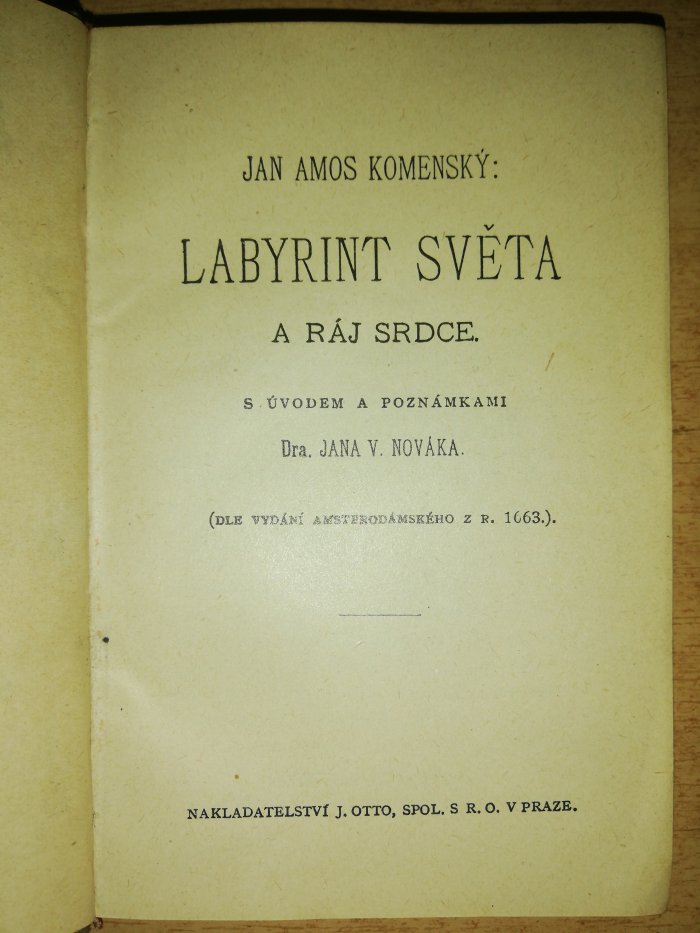 JAN AMOS KOMENSKÝ:
LABYRINT SVĚTA
A RÁJ SRDCE.
S ÚVODEM A POZNÁMKAMI
Dra. JANA V. NOVÁKA.
(DLE VYDÁNÍ AMSTERODÁMSKÉHO Z R. 1663.).
NAKLADATELSTVÍ J. OTTO, SPOL. S R. O. V PRAZE.